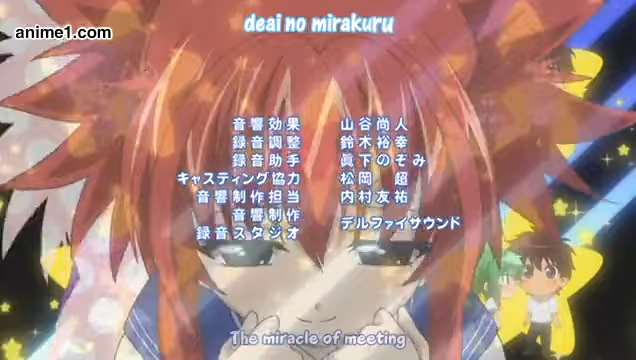 deai no mirakuru
anime1.com
音響効果 山谷尚人
録音調整 鈴木裕幸
録音助手 眞下のぞみ
キャスティング協力 松岡 超
音響制作担当 内村友祐
音響制作 デルファイサウンド
録音スタジオ
The miracle of meeting